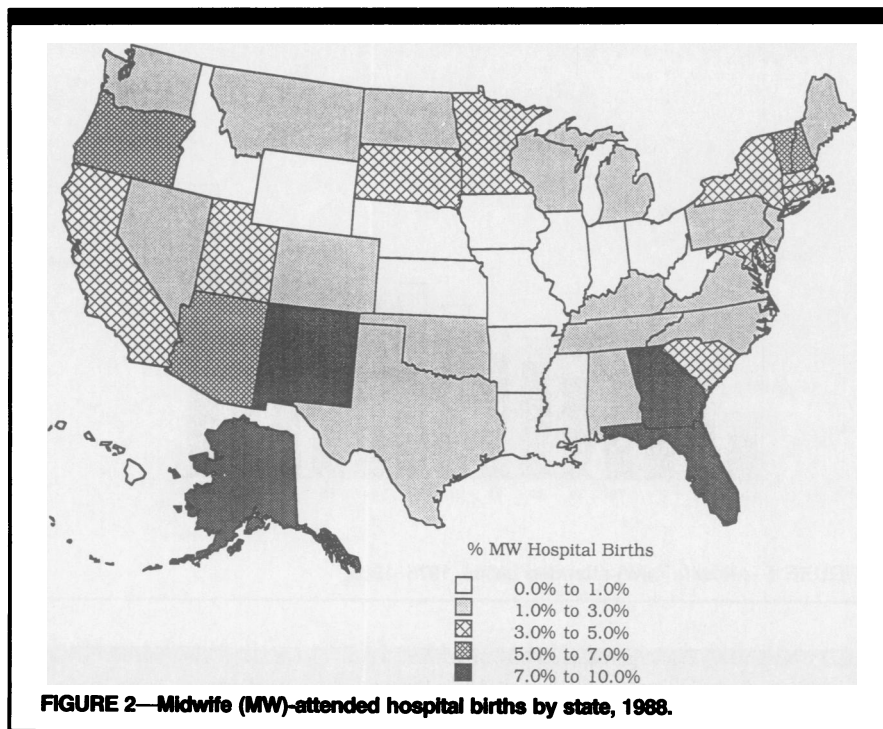 % MW Hospital Births
0.0% to 1.0%
1.0% to 3.0%
3.0% to 5.0%
5.0% to 7.0%
7.0% to 10.0%
FIGURE 2—Midwife (MW)-attended hospital births by state, 1988.